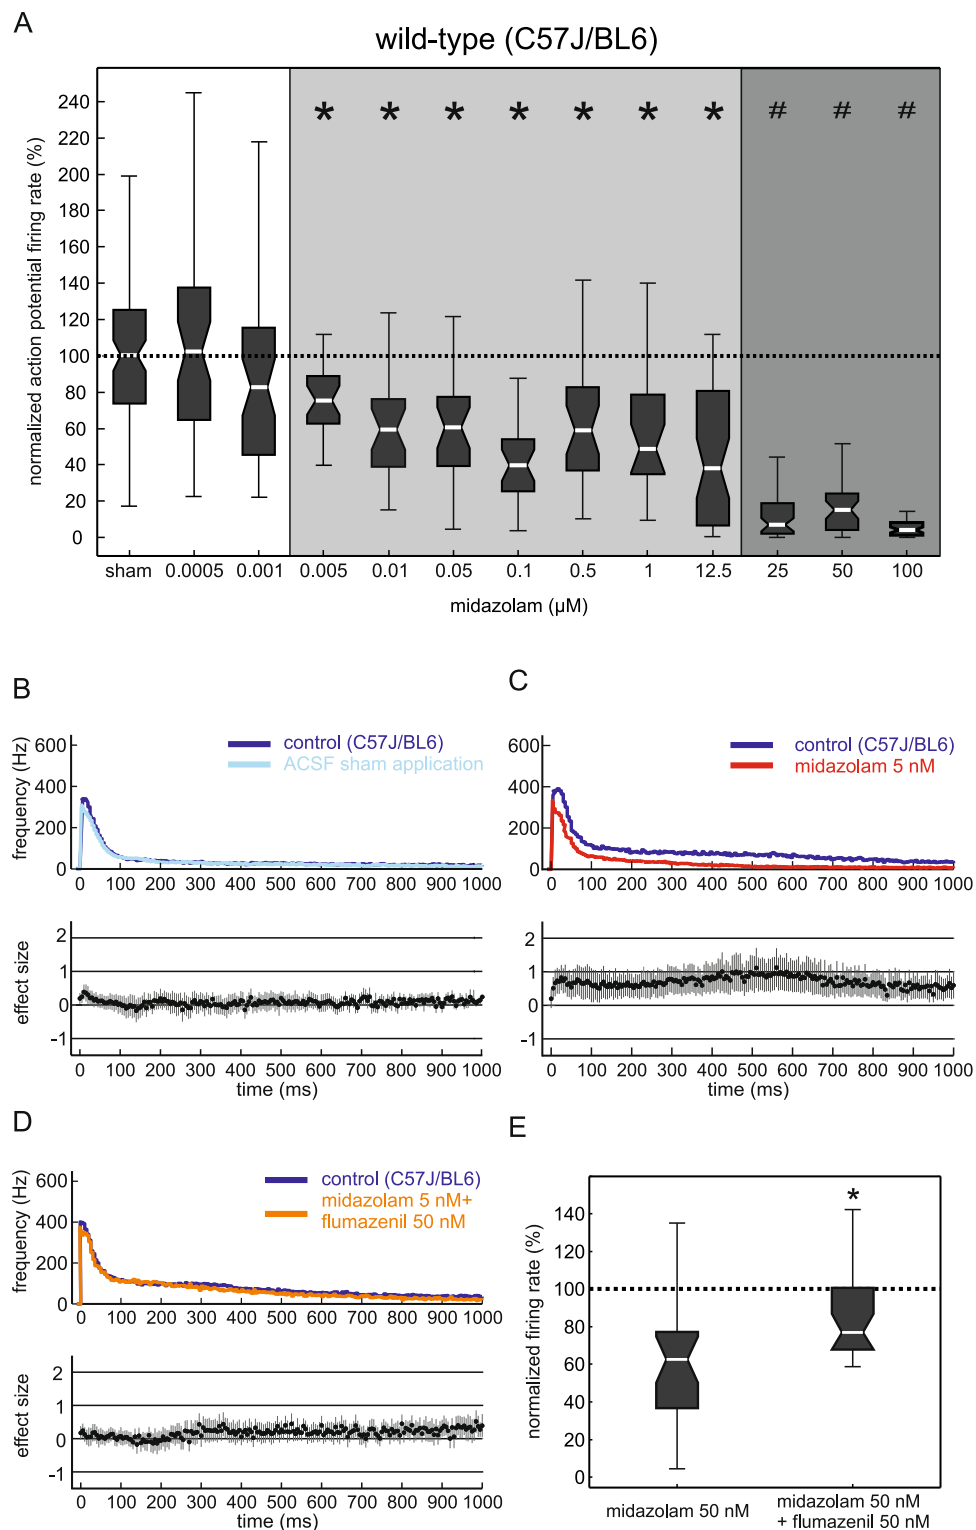 A
wild-type (C57J/BL6)
normalized action potential firing rate (%)
240
220
200
180
160
140
120
100
80
60
40
20
0
* * * * * * * # # #
sham 0.0005 0.001 0.005 0.01 0.05 0.1 0.5 1 12.5 25 50 100
midazolam (µM)
B
frequency (Hz)
600
400
200
0
control (C57J/BL6)
ACSF sham application
0 100 200 300 400 500 600 700 800 900 1000
effect size
2
1
0
-1
0 100 200 300 400 500 600 700 800 900 1000
time (ms)
C
frequency (Hz)
600
400
200
0
control (C57J/BL6)
midazolam 5 nM
0 100 200 300 400 500 600 700 800 900 1000
2
1
0
-1
0 100 200 300 400 500 600 700 800 900 1000
time (ms)
D
frequency (Hz)
600
400
200
0
control (C57J/BL6)
midazolam 5 nM+
flumazenil 50 nM
0 100 200 300 400 500 600 700 800 900 1000
effect size
2
1
0
-1
0 100 200 300 400 500 600 700 800 900 1000
time (ms)
E
normalized firing rate (%)
140
120
100
80
60
40
20
0
*
midazolam 50 nM
midazolam 50 nM
+ flumazenil 50 nM